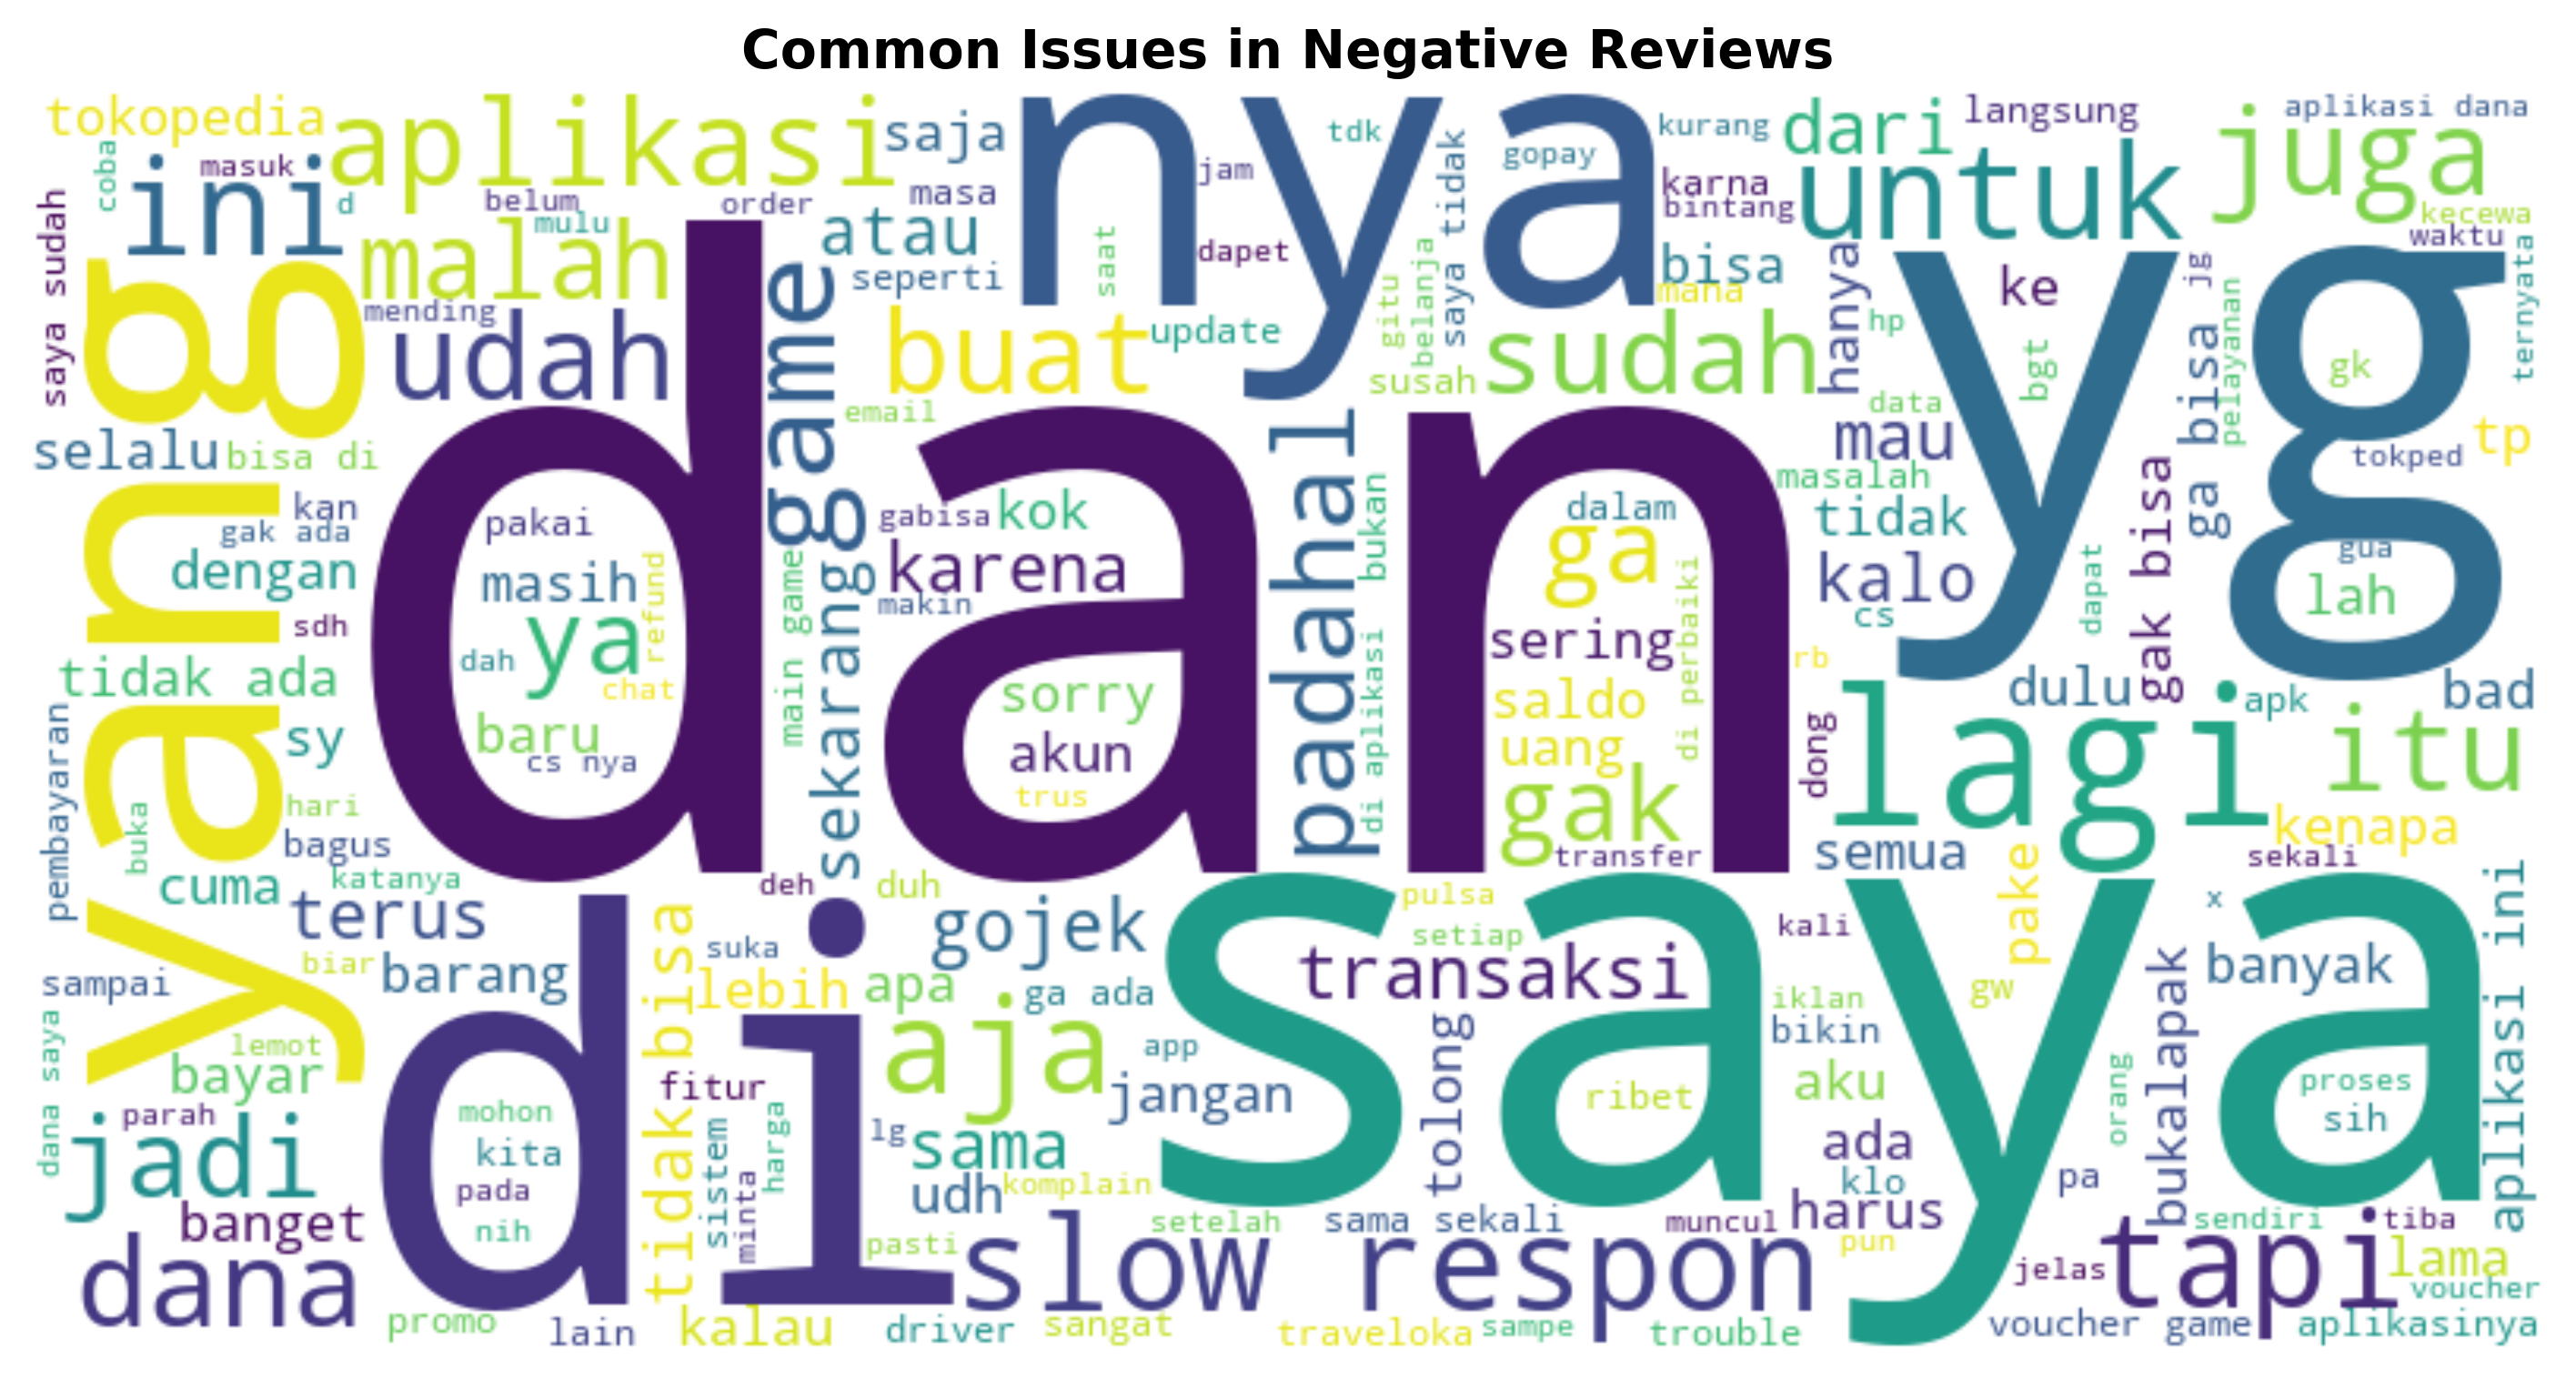 Common Issues in Negative Reviews
tokopedia
aplikasi
saja
nya
tdk
kurang
dari
langsung
aplikasi dana
juga
coba
masuk
ini
d
belum
mulu
order
masa
jam
gopay
saya tidak
karna
bintang
untuk
kecewa
waktu
saya sudah
malah
atau
saat
dapet
bisa
mana
hanya
ke
jg
ternyata
seperti
mending
udah
game
buat
update
gitu
belanja
susah
sudah
hp
bgt
yg
gk
pelayanan
yang
email
data
mau
ga bisa
tokped
tp
selalu
bisa di
dan
padahal
bukan
masalah
kan
gak ada
pakai
gabisa
kok
dalam
tidak
gak bisa
dengan
masih
refund
karena
ga
kalo
dapat
gua
lah
makin
sekarang
main game
di perbaiki
cs
sdh
dah
ya
sering
rb
tidak ada
chat
sorry
saldo
dulu
apk
bad
sy
baru
cs nya
akun
uang
di aplikasi
dong
lagi
itu
pembayaran
hari
trus
gak
kenapa
buka
bagus
transfer
semua
sekali
cuma
katanya
deh
duh
pulsa
pake
x
aplikasi ini
terus
di
suka
gojek
setiap
saya
kali
sampai
biar
barang
tidak bisa
lebih
apa
ga ada
transaksi
iklan
gw
bukalapak
banyak
dana saya
lemot
bayar
aja
app
tolong
bikin
fitur
jangan
ribet
aku
orang
proses
parah
mohon
sistem
harga
lg
sih
jadi
kita
sama
ada
pada
minta
udh
komplain
klo
pa
banget
nih
setelah
sama sekali
muncul
harus
sendiri
tiba
dana
pasti
slow respon
pun
jelas
tapi
lama
voucher
promo
lain
kalau
driver
sangat
traveloka
sampe
trouble
voucher game
aplikasinya